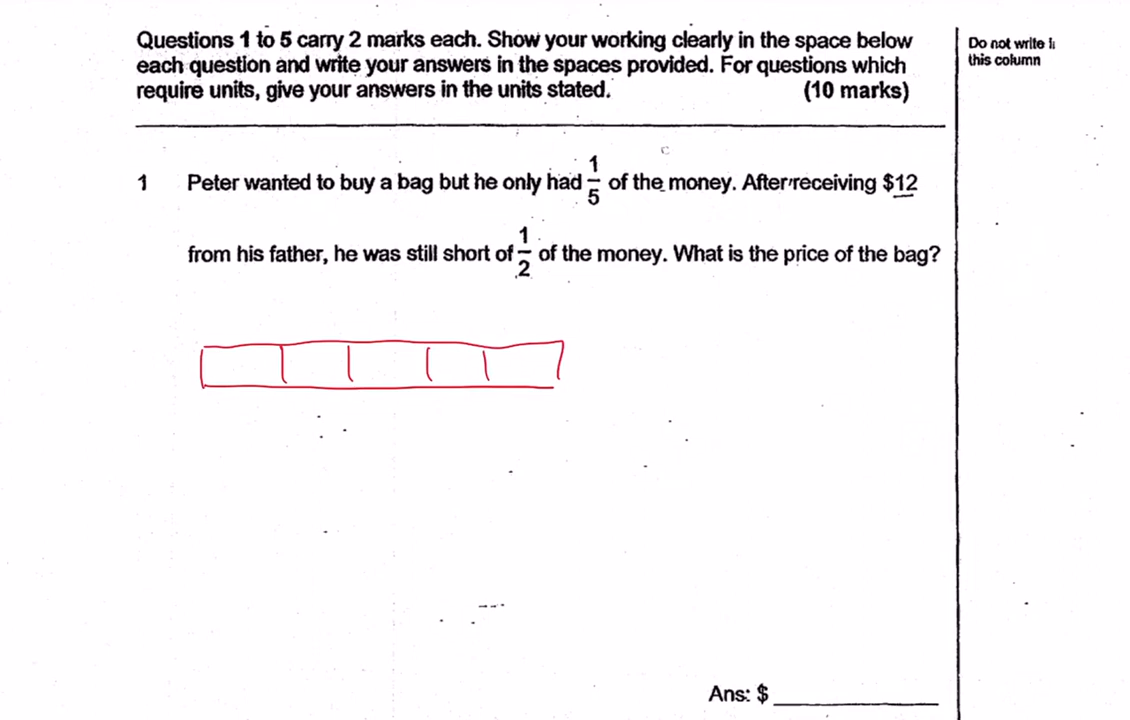 Questions 1 to 5 carry 2 marks each. Show your working clearly in the space below
each question and write your answers in the spaces provided. For questions which
require units, give your answers in the units stated. (10 marks)
Do not write i
this column
1 Peter wanted to buy a bag but he only had 1/5 of the money. After receiving $12
from his father, he was still short of 1/2 of the money. What is the price of the bag?
Ans: $